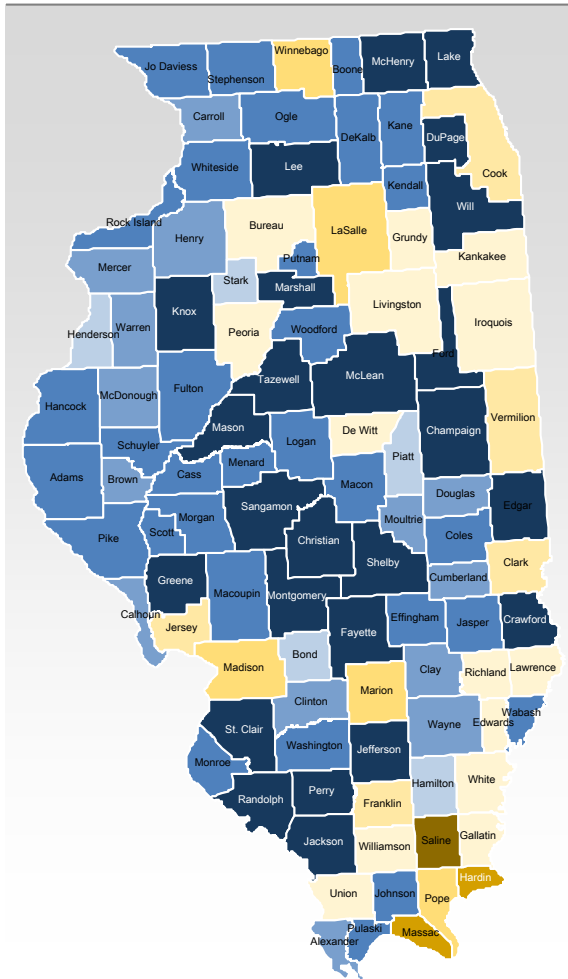 Jo Daviess
Stephenson
Winnebago
Boone
McHenry
Lake
Carroll
Ogle
DeKalb
Kane
DuPage
Cook
Whiteside
Lee
Kendall
Will
Rock Island
Henry
Bureau
LaSalle
Grundy
Mercer
Putnam
Kankakee
Stark
Marshall
Henderson
Warren
Knox
Peoria
Woodford
Livingston
Iroquois
Ford
Hancock
McDonough
Fulton
Tazewell
McLean
Vermilion
Mason
Schuyler
Logan
De Witt
Champaign
Piatt
Adams
Brown
Cass
Menard
Macon
Douglas
Edgar
Sangamon
Moultrie
Pike
Scott
Morgan
Christian
Coles
Shelby
Clark
Greene
Macoupin
Montgomery
Cumberland
Calhoun
Jersey
Fayette
Effingham
Jasper
Crawford
Madison
Bond
Clay
Richland
Lawrence
Marion
Clinton
Wayne
Edwards
Wabash
St. Clair
Washington
Jefferson
Monroe
Hamilton
White
Randolph
Perry
Franklin
Jackson
Williamson
Saline
Gallatin
Union
Johnson
Pope
Hardin
Alexander
Pulaski
Massac